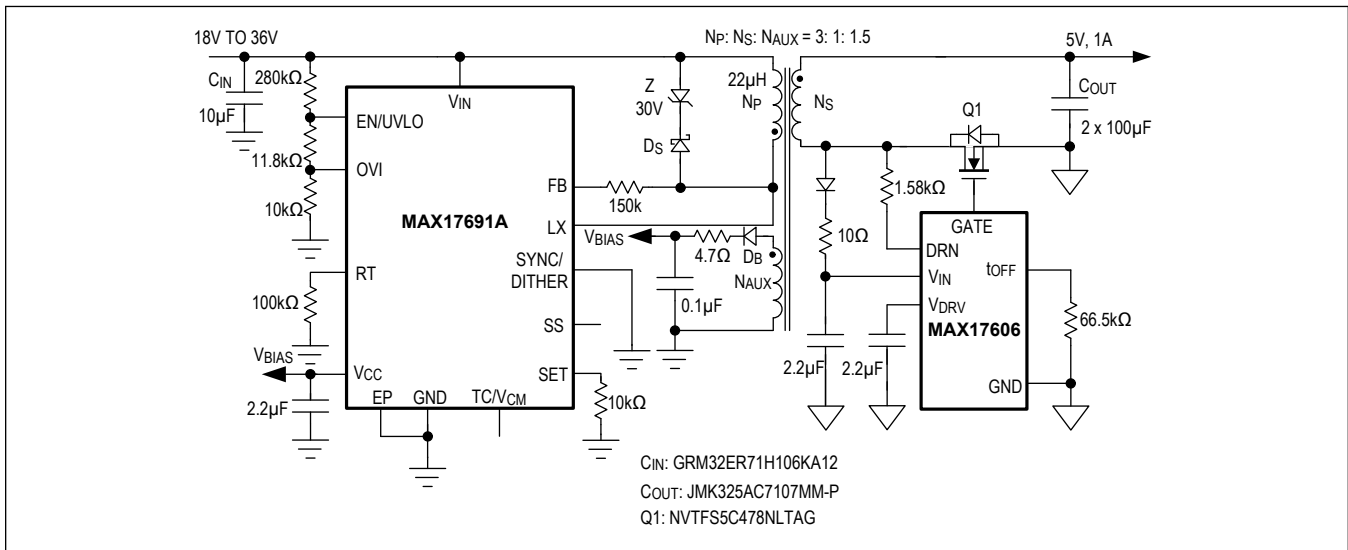 18V TO 36V
NP: NS: NAUX = 3: 1: 1.5
5V, 1A
CIN
10µF
280kΩ
VIN
Z
30V
22µH
NP
NS
Q1
COUT
2 x 100µF
EN/UVLO
11.8kΩ
OVI
10kΩ
DS
FB
150k
MAX17691A
LX
1.58kΩ
GATE
10Ω
DRN
VBIAS
4.7Ω
DB
NAUX
0.1µF
SYNC/
DITHER
VIN
tOFF
RT
100kΩ
VDRV
MAX17606
66.5kΩ
SS
VBIAS
VCC
2.2µF
SET
10kΩ
2.2µF
2.2µF
GND
EP
GND
TC/VCM
CIN: GRM32ER71H106KA12
COUT: JMK325AC7107MM-P
Q1: NVTFS5C478NLTAG